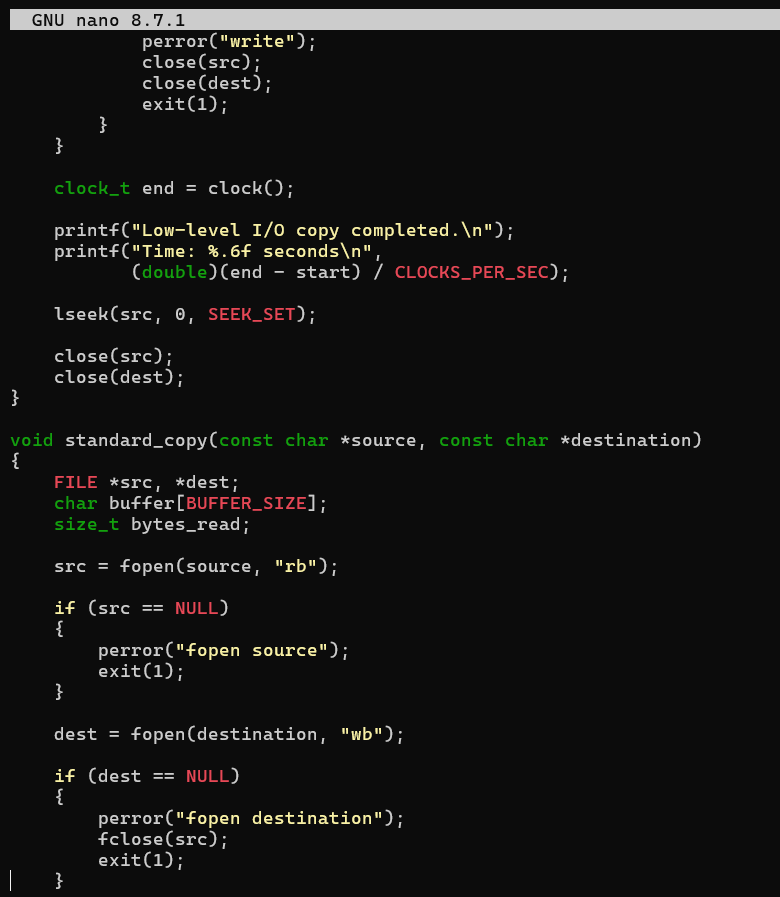 GNU nano 8.7.1
            perror("write");
            close(src);
            close(dest);
            exit(1);
        }
    }

    clock_t end = clock();

    printf("Low-level I/O copy completed.\n");
    printf("Time: %.6f seconds\n",
           (double)(end - start) / CLOCKS_PER_SEC);

    lseek(src, 0, SEEK_SET);

    close(src);
    close(dest);
}

void standard_copy(const char *source, const char *destination)
{
    FILE *src, *dest;
    char buffer[BUFFER_SIZE];
    size_t bytes_read;

    src = fopen(source, "rb");

    if (src == NULL)
    {
        perror("fopen source");
        exit(1);
    }

    dest = fopen(destination, "wb");

    if (dest == NULL)
    {
        perror("fopen destination");
        fclose(src);
        exit(1);
    }